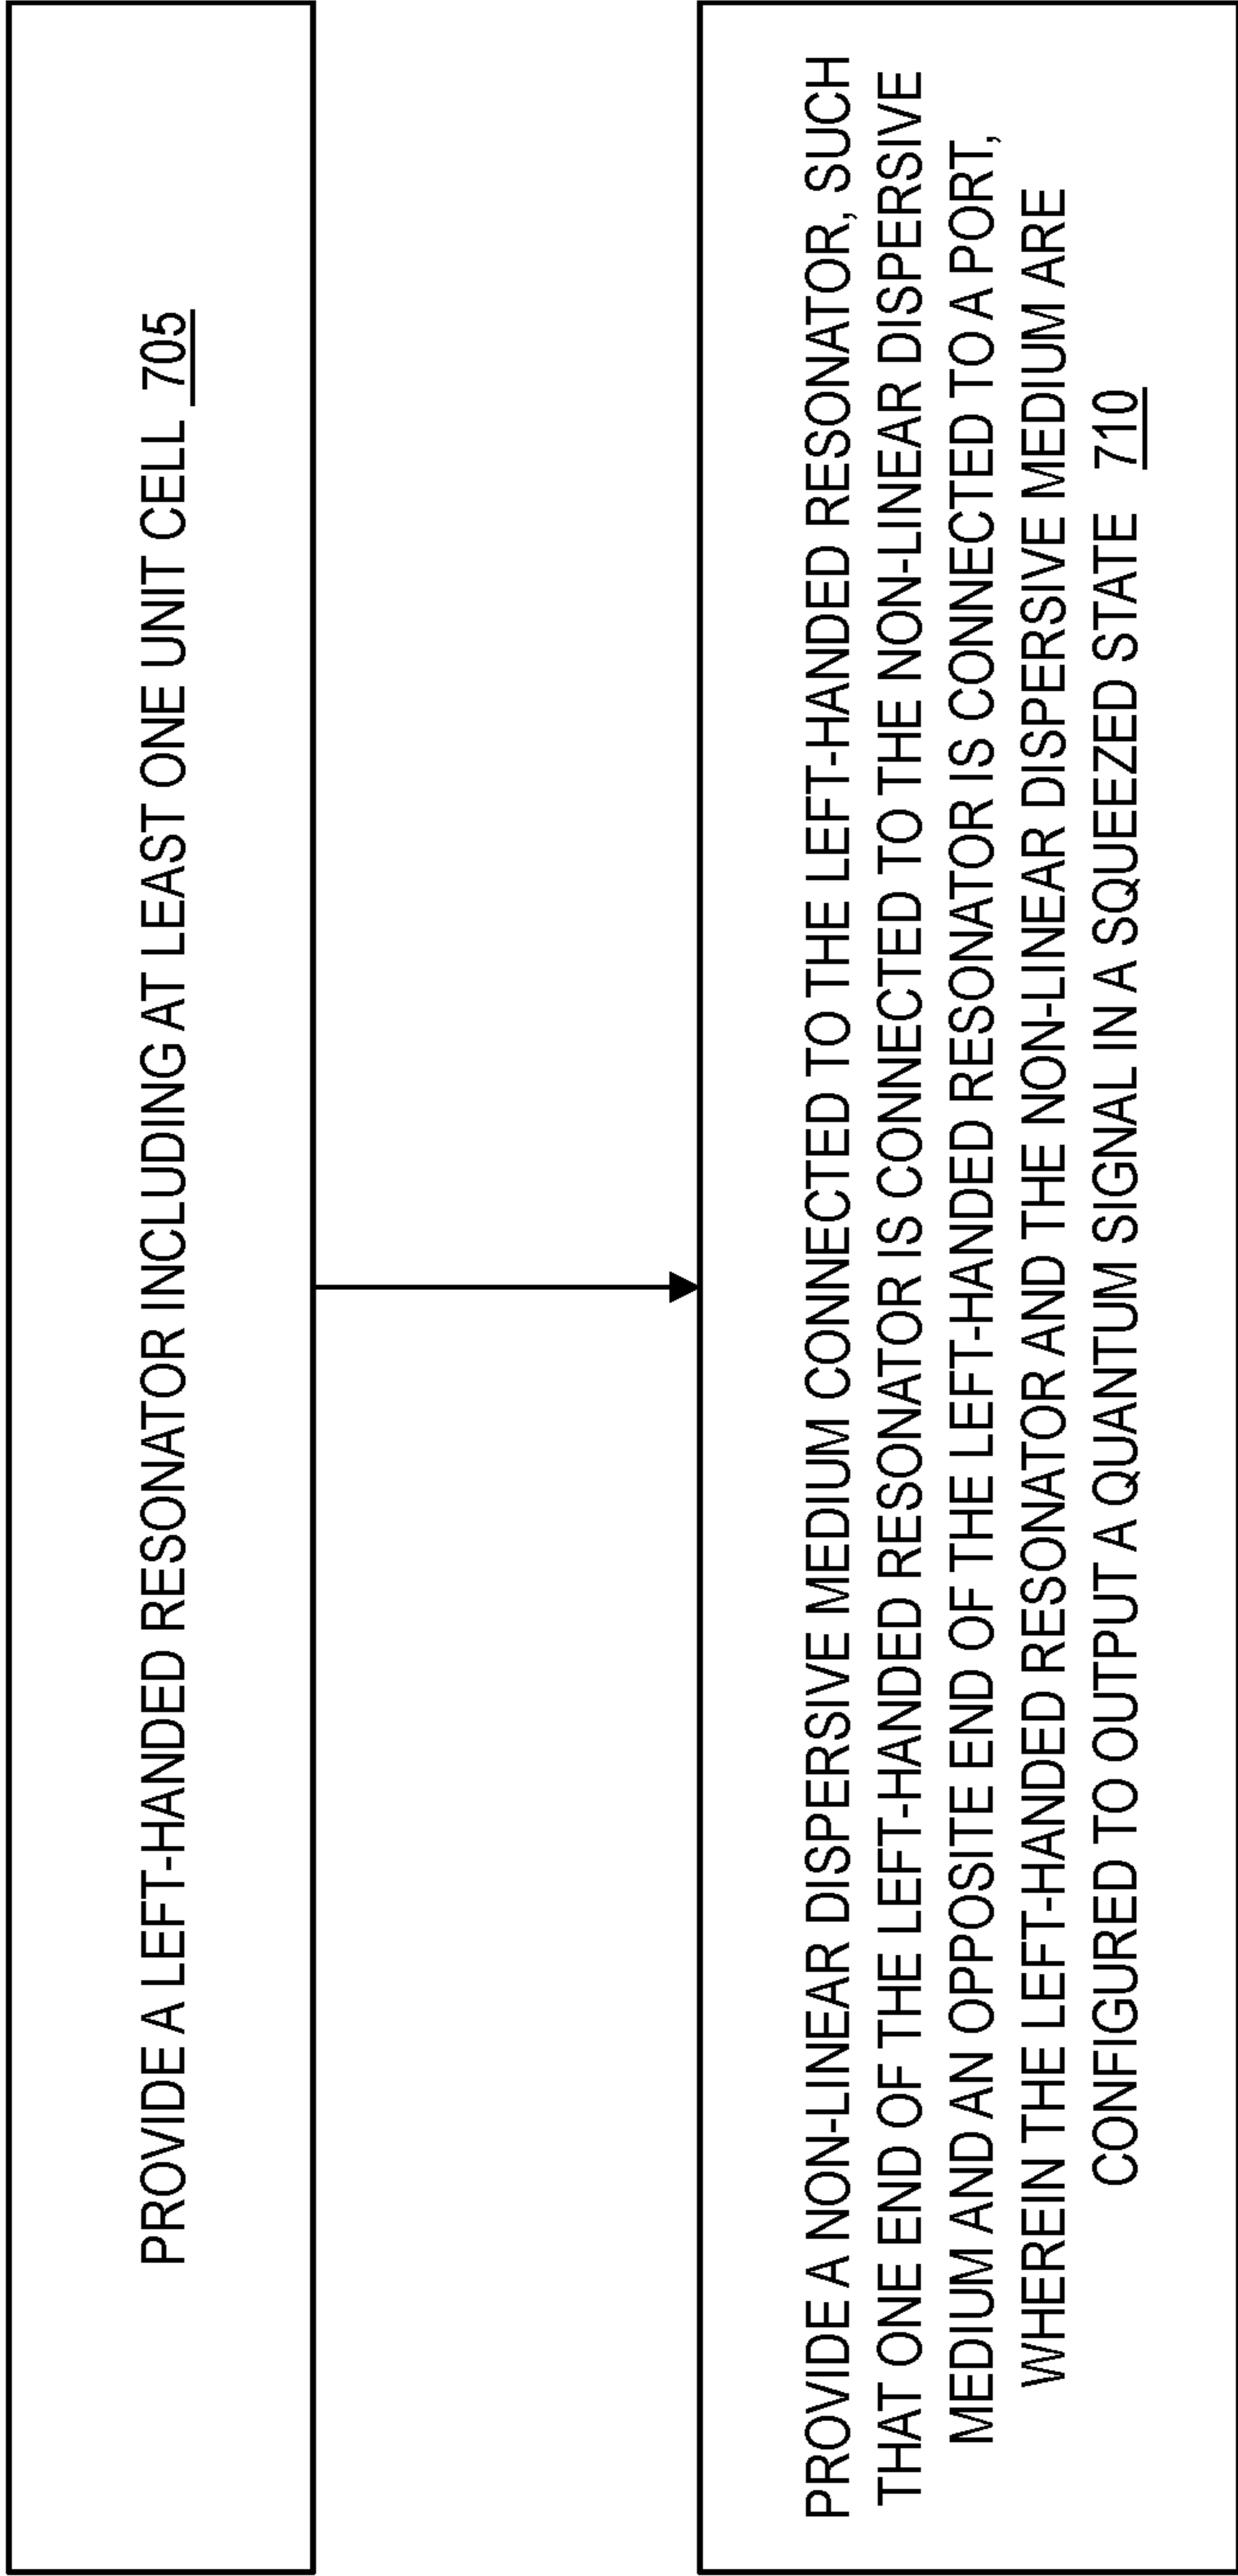 PROVIDE A LEFT-HANDED RESONATOR INCLUDING AT LEAST ONE UNIT CELL 705
PROVIDE A NON-LINEAR DISPERSIVE MEDIUM CONNECTED TO THE LEFT-HANDED RESONATOR, SUCH
THAT ONE END OF THE LEFT-HANDED RESONATOR IS CONNECTED TO THE NON-LINEAR DISPERSIVE
MEDIUM AND AN OPPOSITE END OF THE LEFT-HANDED RESONATOR IS CONNECTED TO A PORT,
WHEREIN THE LEFT-HANDED RESONATOR AND THE NON-LINEAR DISPERSIVE MEDIUM ARE
CONFIGURED TO OUTPUT A QUANTUM SIGNAL IN A SQUEEZED STATE 710